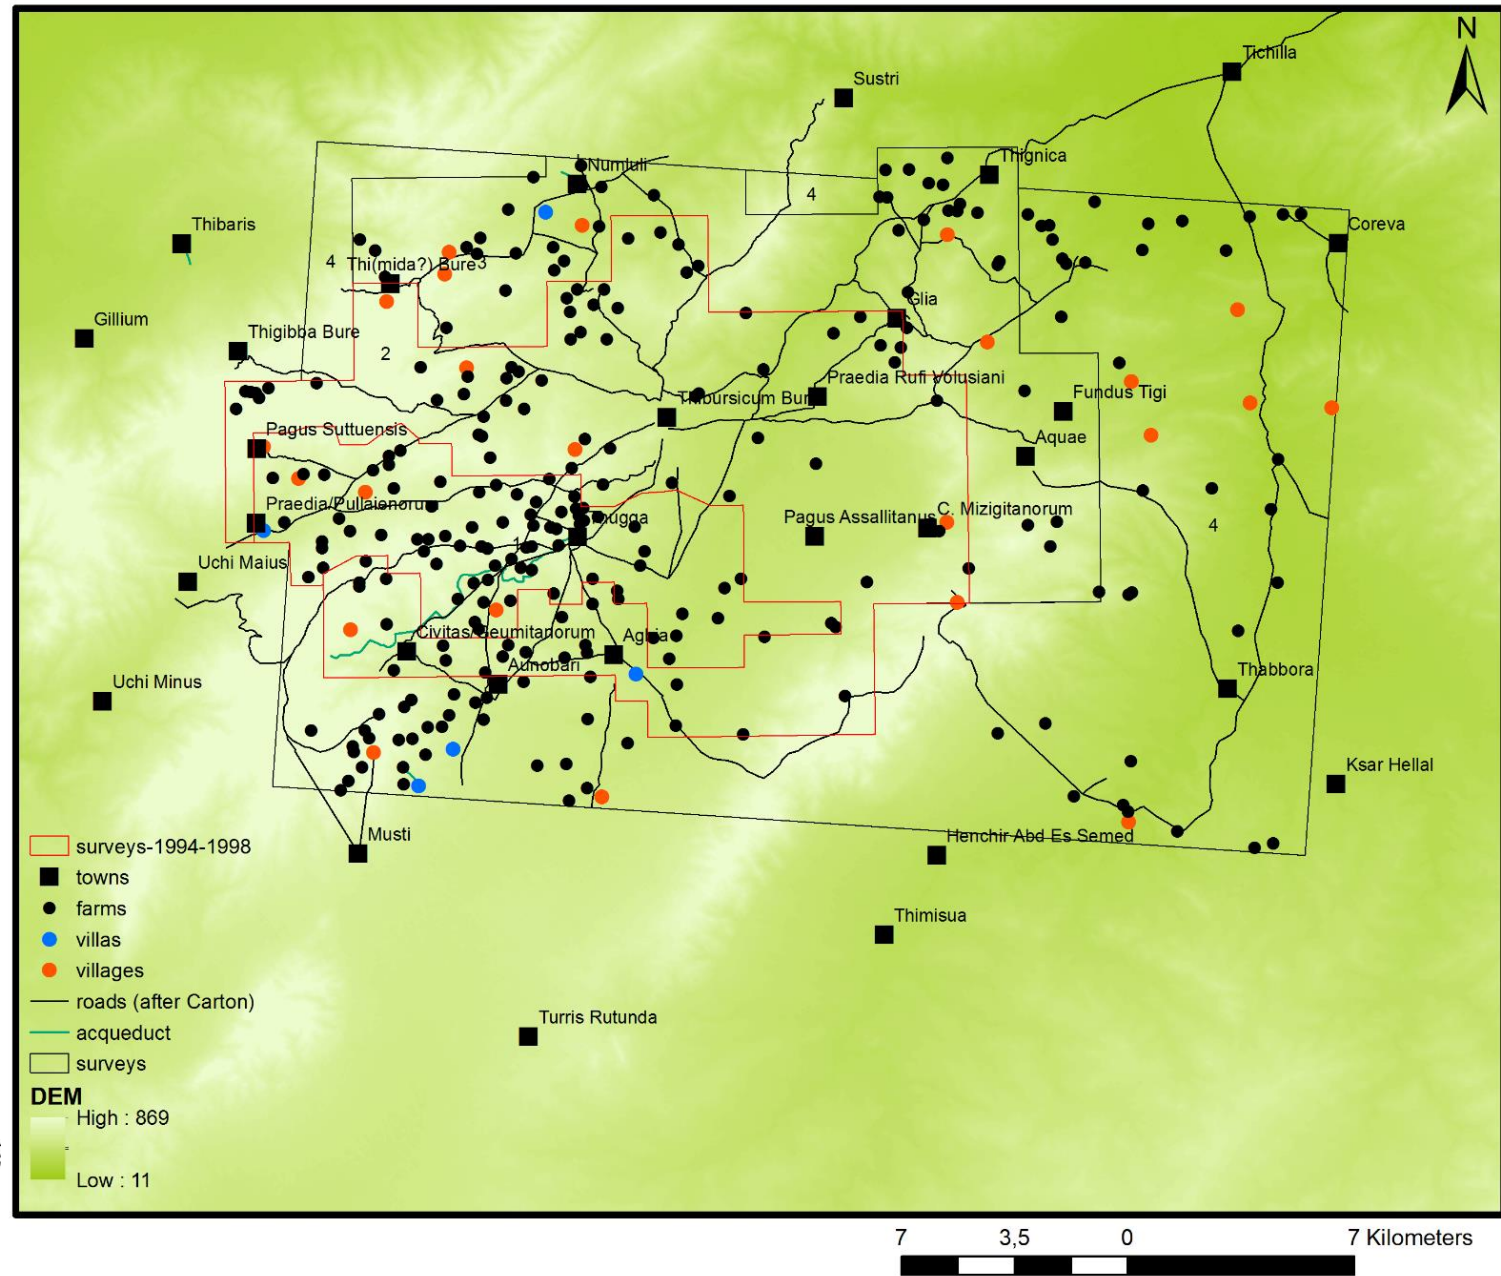 N
Tichilla
Sustri
Thignica
Numluli
4
Thibaris
Coreva
4
Thi(mida?) Bure
3
Glia
Gillium
Thigibba Bure
2
Praedia Rufi Volusiani
Fundus Tigi
Thibursicum Bure
Pagus Suttuensis
Aquae
Praedia/Pullaienorum
Thugga
Pagus Assallitanus
C. Mizigitanorum
4
1
Uchi Maius
Civitas/Geumitanorum
Agbia
Aunobari
Thabbora
Uchi Minus
Ksar Hellal
Musti
Henchir Abd Es Semed
surveys-1994-1998
towns
farms
Thimisua
villas
villages
roads (after Carton)
Turris Rutunda
acqueduct
surveys
DEM
High : 869
Low : 11
7 3,5 0 7 Kilometers